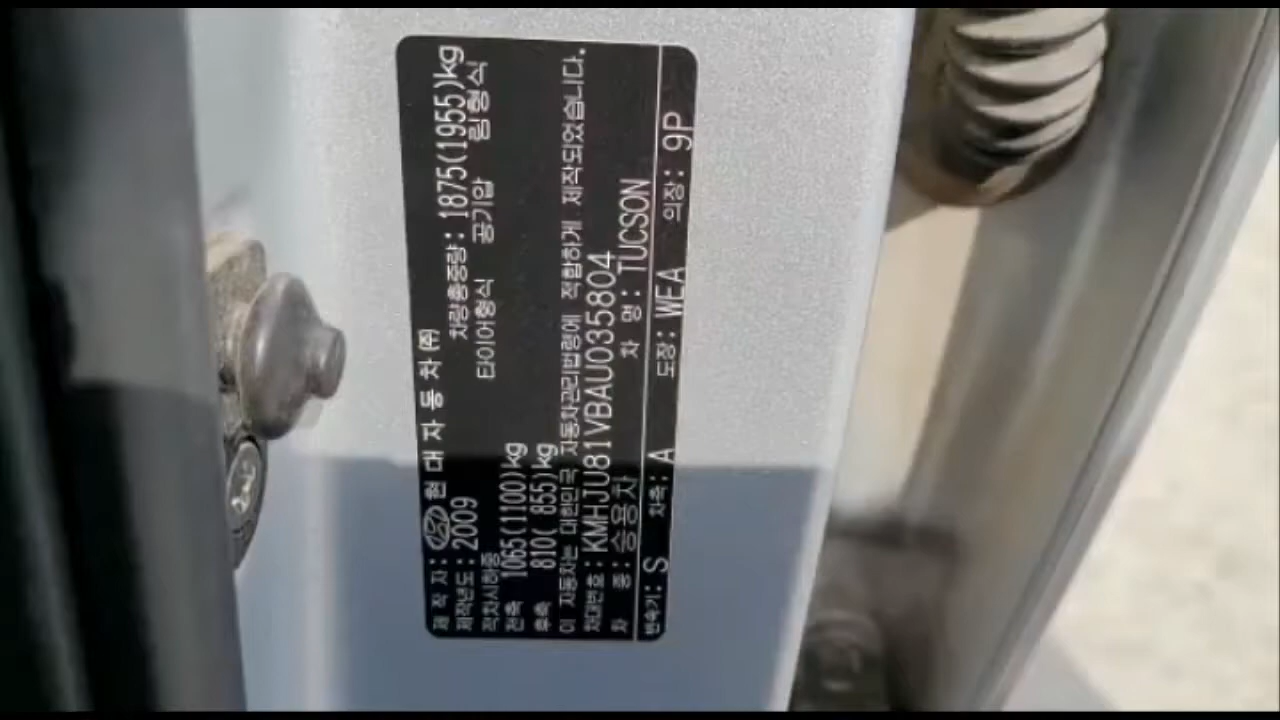 제 작 자: 현 대 자 동 차 ㈜
제작년도: 2009 차량총중량: 1875(1955)kg
적차시하중 타이어형식 공기압 림형식
전축 1065(1100)kg
후축 810( 855)kg
이 자동차는 대한민국 자동차관리법령에 적합하게 제작되었습니다.
차대번호: KMHJU81VBAU035804
차 종: 승용차 차 명: TUCSON
변속기: S 차축: A 도장: WEA 의장: 9P